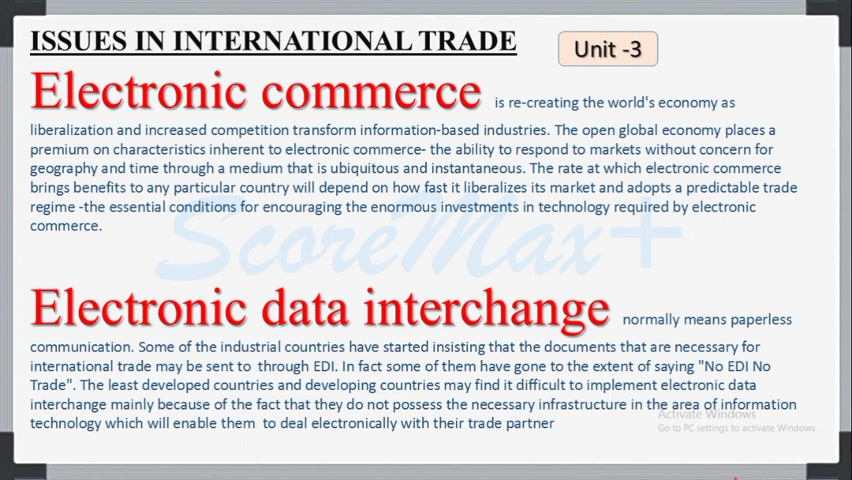 ISSUES IN INTERNATIONAL TRADE
Unit -3
Electronic commerce is re-creating the world's economy as
liberalization and increased competition transform information-based industries. The open global economy places a
premium on characteristics inherent to electronic commerce- the ability to respond to markets without concern for
geography and time through a medium that is ubiquitous and instantaneous. The rate at which electronic commerce
brings benefits to any particular country will depend on how fast it liberalizes its market and adopts a predictable trade
regime -the essential conditions for encouraging the enormous investments in technology required by electronic
commerce.
ScoreMax+
Electronic data interchange normally means paperless
communication. Some of the industrial countries have started insisting that the documents that are necessary for
international trade may be sent to through EDI. In fact some of them have gone to the extent of saying "No EDI No
Trade". The least developed countries and developing countries may find it difficult to implement electronic data
interchange mainly because of the fact that they do not possess the necessary infrastructure in the area of information
technology which will enable them to deal electronically with their trade partner
Activate Windows
Go to PC settings to activate Windows.